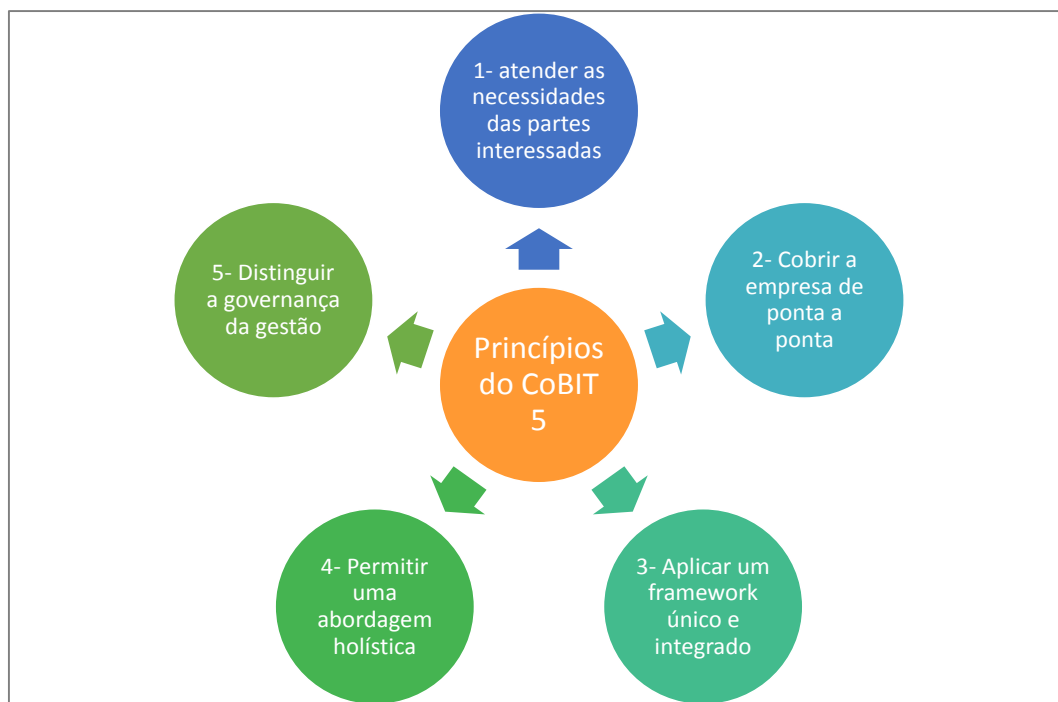 1- atender as
necessidades
das partes
interessadas
2- Cobrir a
empresa de
ponta a
ponta
5- Distinguir
a governança
da gestão
Princípios
do CoBIT
5
4- Permitir
uma
abordagem
holística
3- Aplicar um
framework
único e
integrado